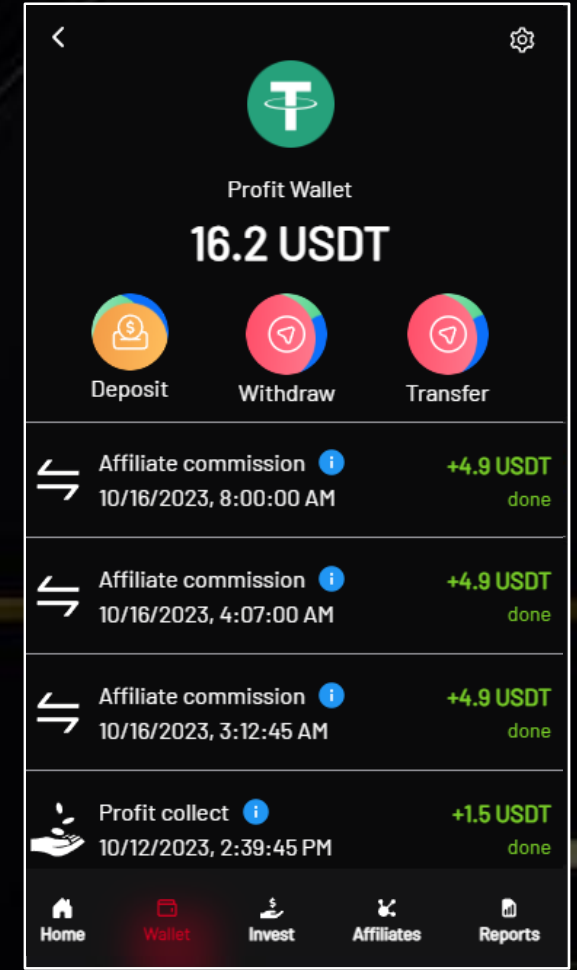 Profit Wallet
16.2 USDT
Deposit Withdraw Transfer
Affiliate commission +4.9 USDT
10/16/2023, 8:00:00 AM done
Affiliate commission +4.9 USDT
10/16/2023, 4:07:00 AM done
Affiliate commission +4.9 USDT
10/16/2023, 3:12:45 AM done
Profit collect +1.5 USDT
10/12/2023, 2:39:45 PM done
Home Wallet Invest Affiliates Reports